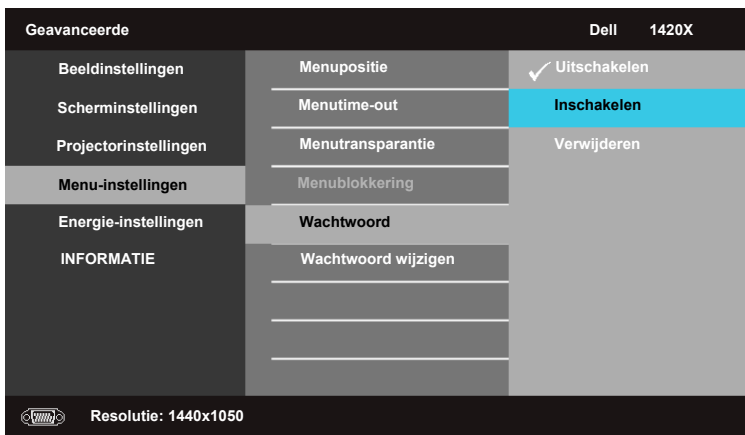 Geavanceerde
Dell 1420X
Beeldinstellingen
Scherminstellingen
Projectorinstellingen
Menu-instellingen
Energie-instellingen
INFORMATIE
Menupositie
Menutime-out
Menutransparantie
Menublokkering
Wachtwoord
Wachtwoord wijzigen
Uitschakelen
Inschakelen
Verwijderen
Resolutie: 1440x1050